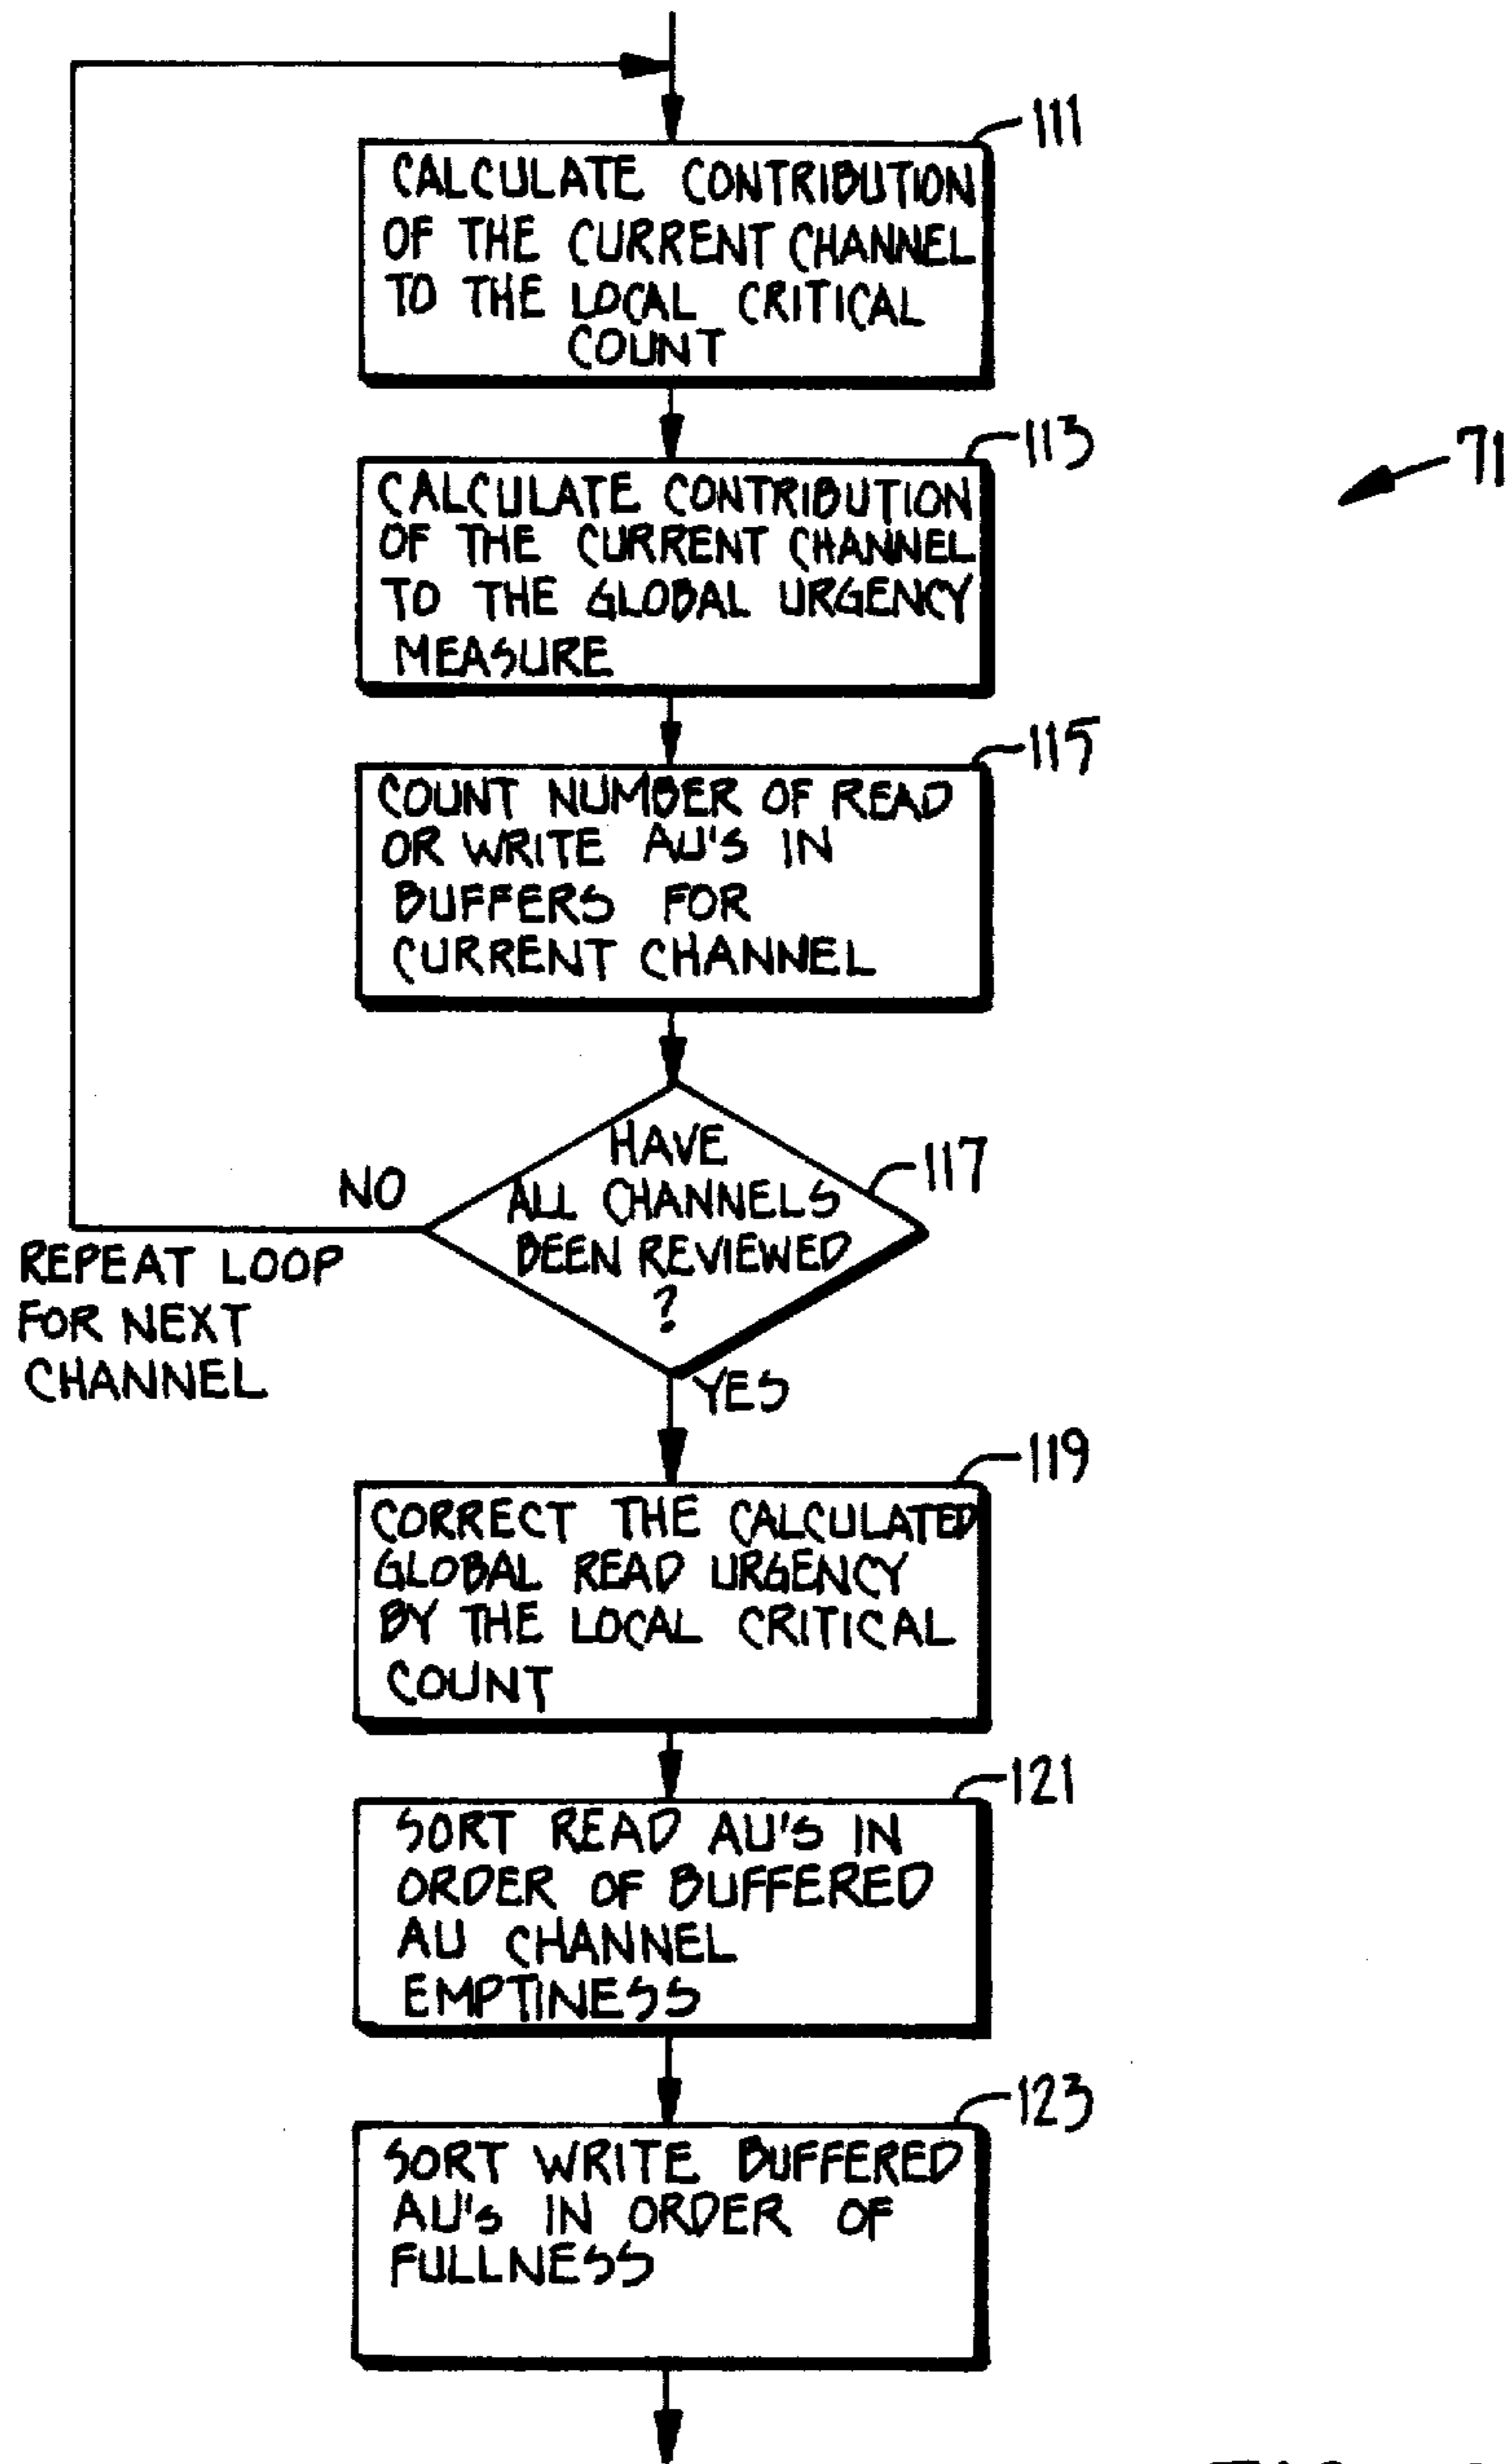 111
CALCULATE CONTRIBUTION
OF THE CURRENT CHANNEL
TO THE LOCAL CRITICAL
COUNT
113
71
CALCULATE CONTRIBUTION
OF THE CURRENT CHANNEL
TO THE GLOBAL URGENCY
MEASURE
115
COUNT NUMBER OF READ
OR WRITE AU'S IN
BUFFERS FOR
CURRENT CHANNEL
117
HAVE
ALL CHANNELS
BEEN REVIEWED
?
NO
REPEAT LOOP
FOR NEXT
CHANNEL
YES
119
CORRECT THE CALCULATED
GLOBAL READ URGENCY
BY THE LOCAL CRITICAL
COUNT
121
SORT READ AU'S IN
ORDER OF BUFFERED
AU CHANNEL
EMPTINESS
123
SORT WRITE BUFFERED
AU's IN ORDER OF
FULLNESS